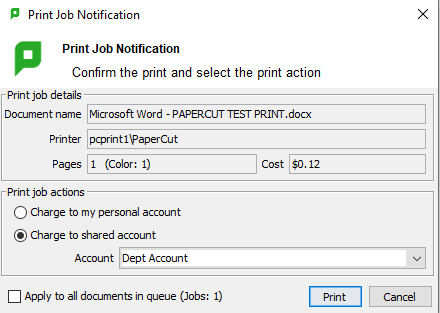 Print Job Notification
Print Job Notification
Confirm the print and select the print action
Print job details
Document name Microsoft Word - PAPERCUT TEST PRINT.docx
Printer pcprint1\PaperCut
Pages 1 (Color: 1) Cost $0.12
Print job actions
Charge to my personal account
Charge to shared account
Account Dept Account
Apply to all documents in queue (Jobs: 1) Print Cancel